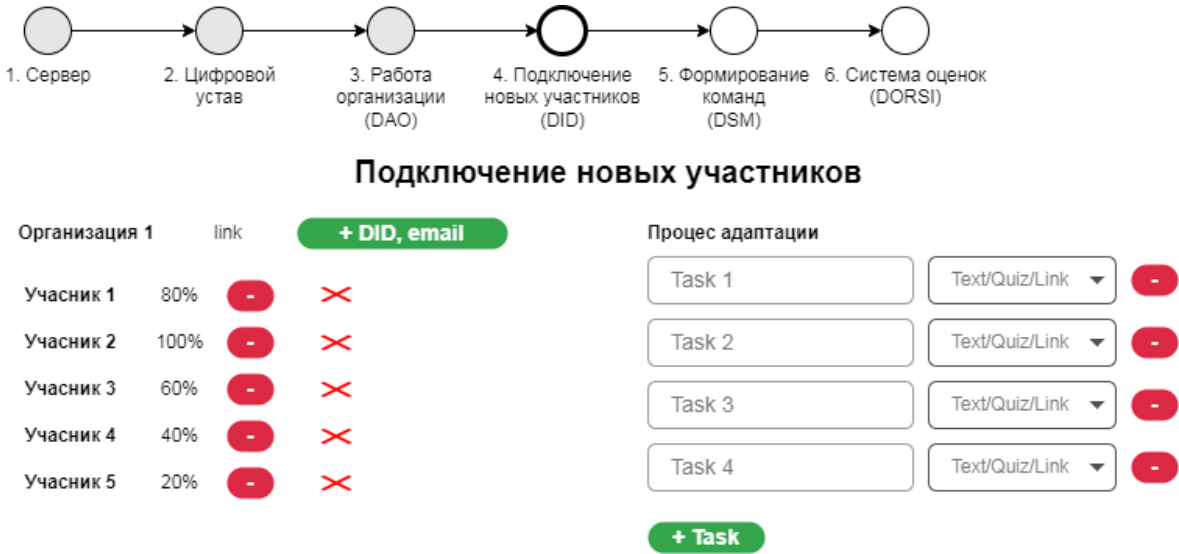 1. Сервер
2. Цифровой
устав
3. Работа
организации
(DAO)
4. Подключение
новых участников
(DID)
5. Формирование
команд
(DSM)
6. Система оценок
(DORSI)
Подключение новых участников
Организация 1 link + DID, email
Учасник 1 80% -
Учасник 2 100% -
Учасник 3 60% -
Учасник 4 40% -
Учасник 5 20% -
Процес адаптации
Task 1 Text/Quiz/Link -
Task 2 Text/Quiz/Link -
Task 3 Text/Quiz/Link -
Task 4 Text/Quiz/Link -
+ Task